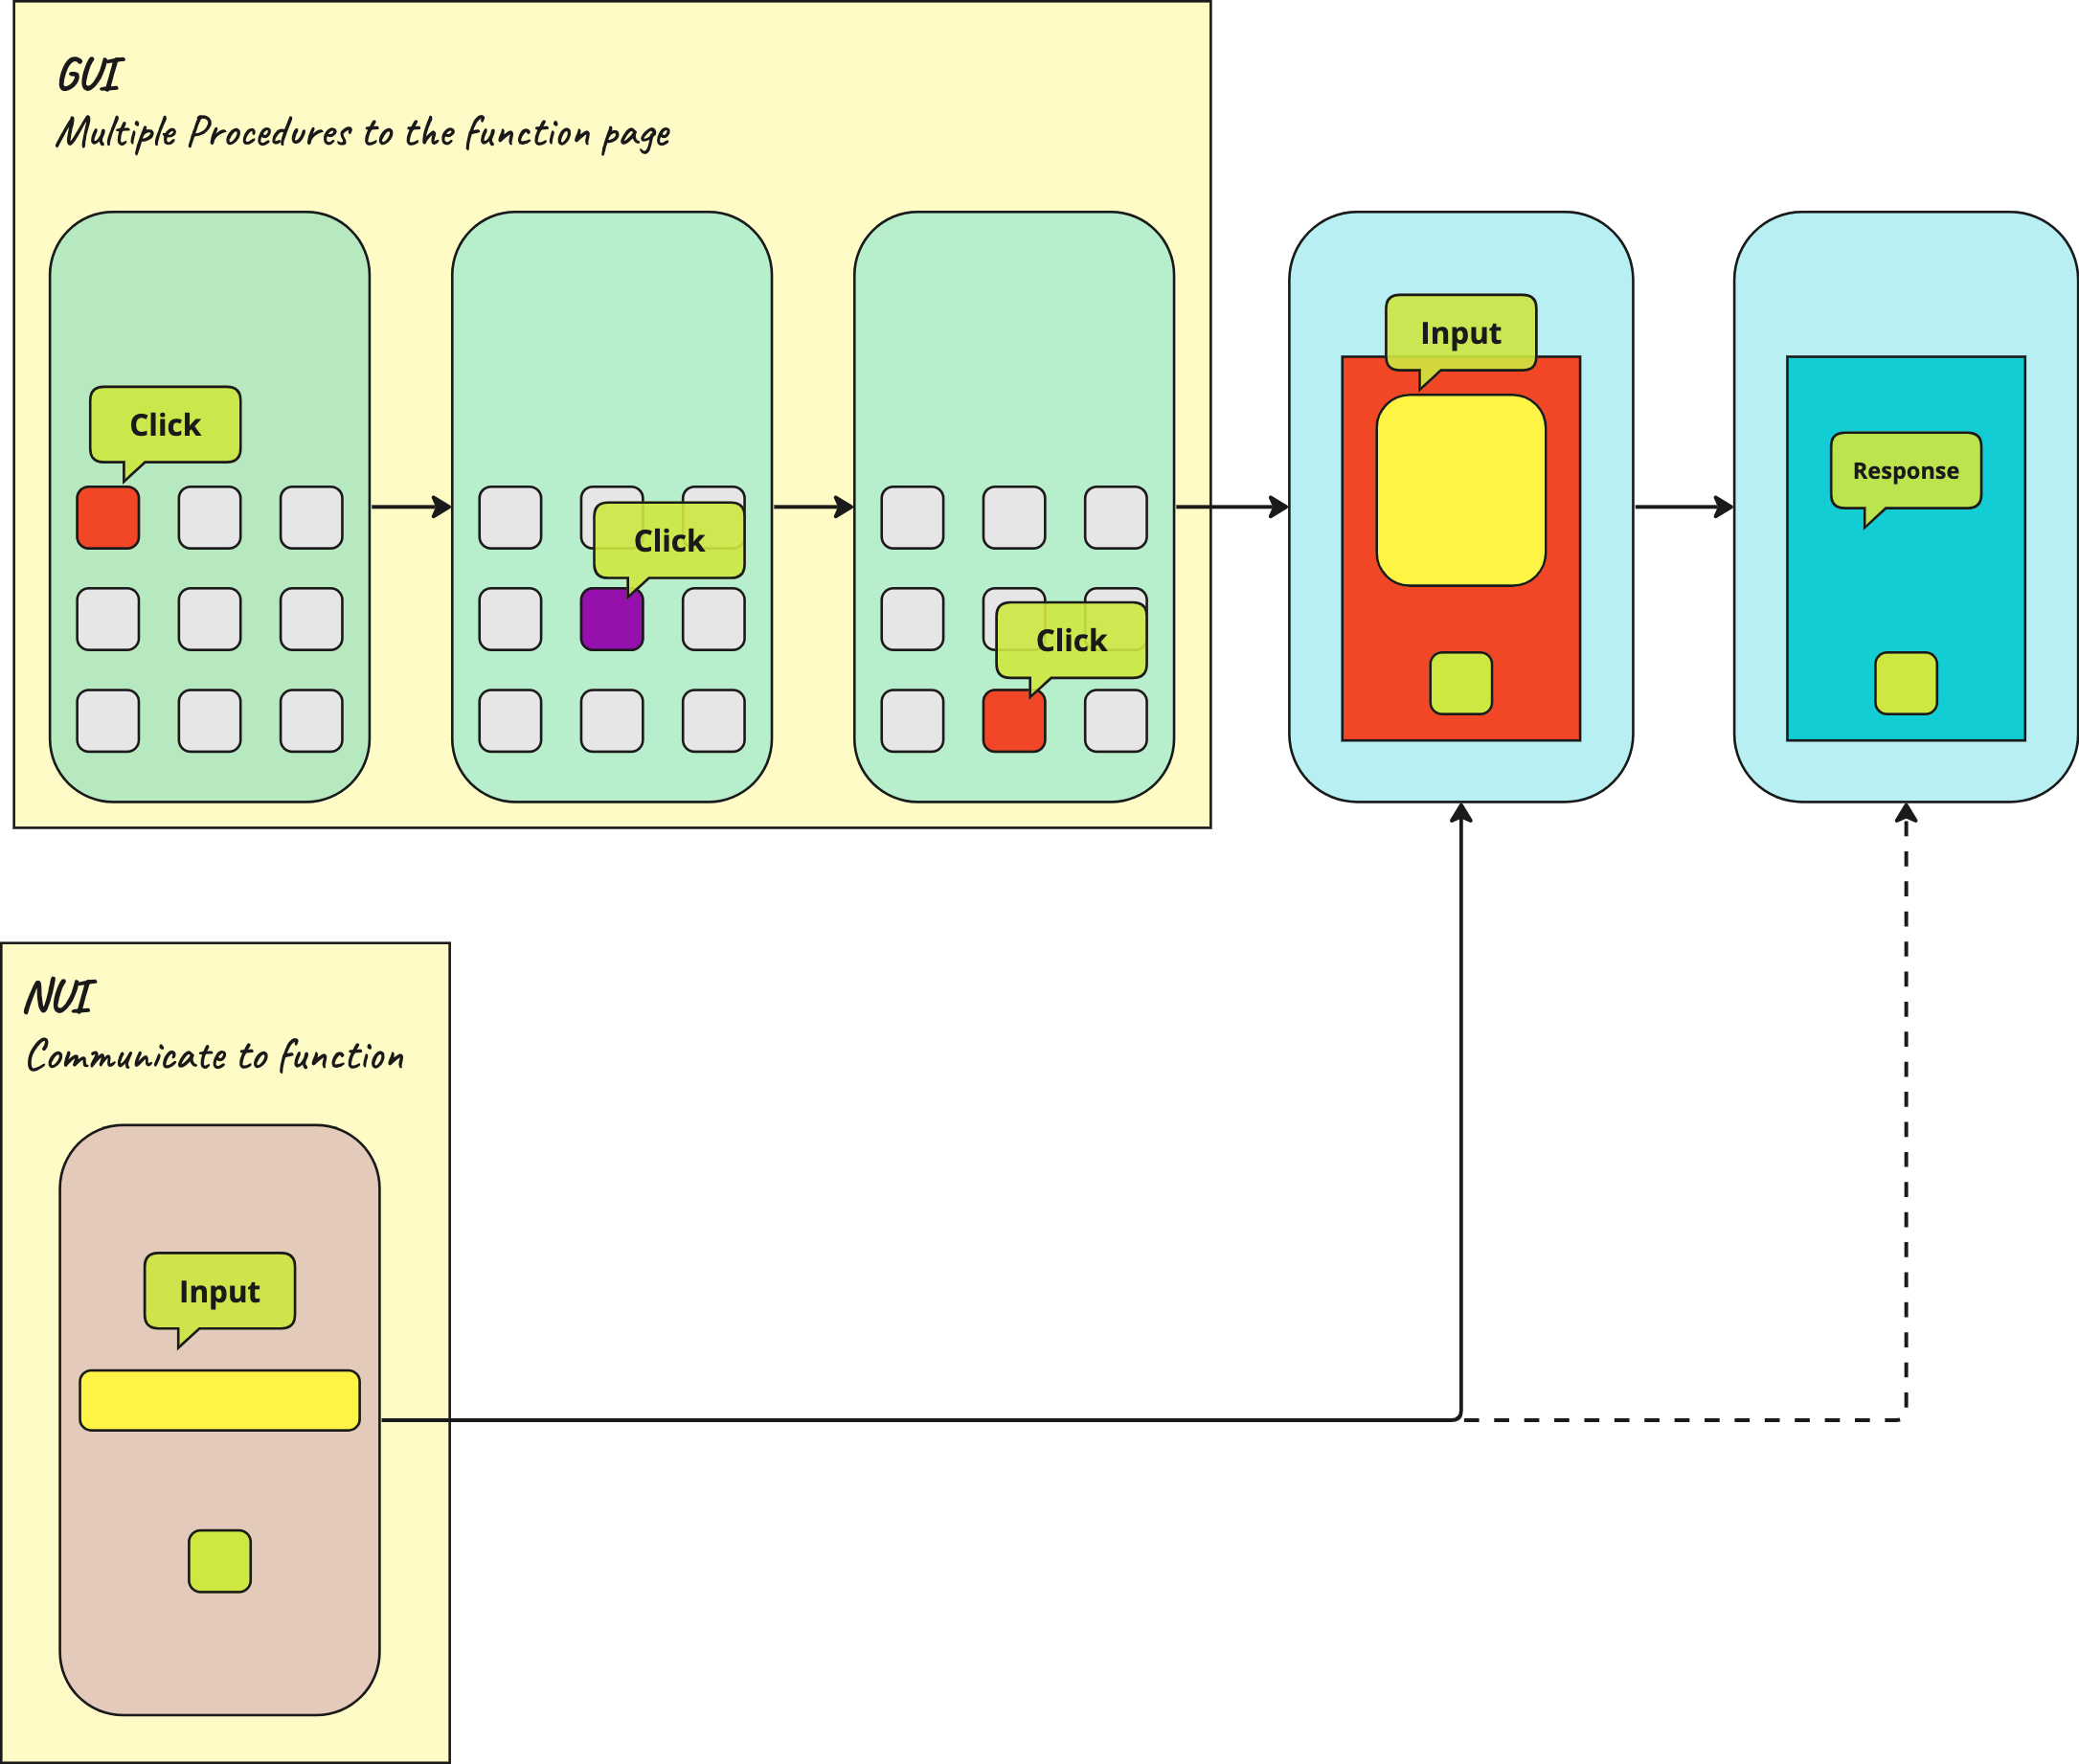 GUI
Multiple Procedures to the function page
Click
Click
Click
Input
Response
NUI
Communicate to function
Input